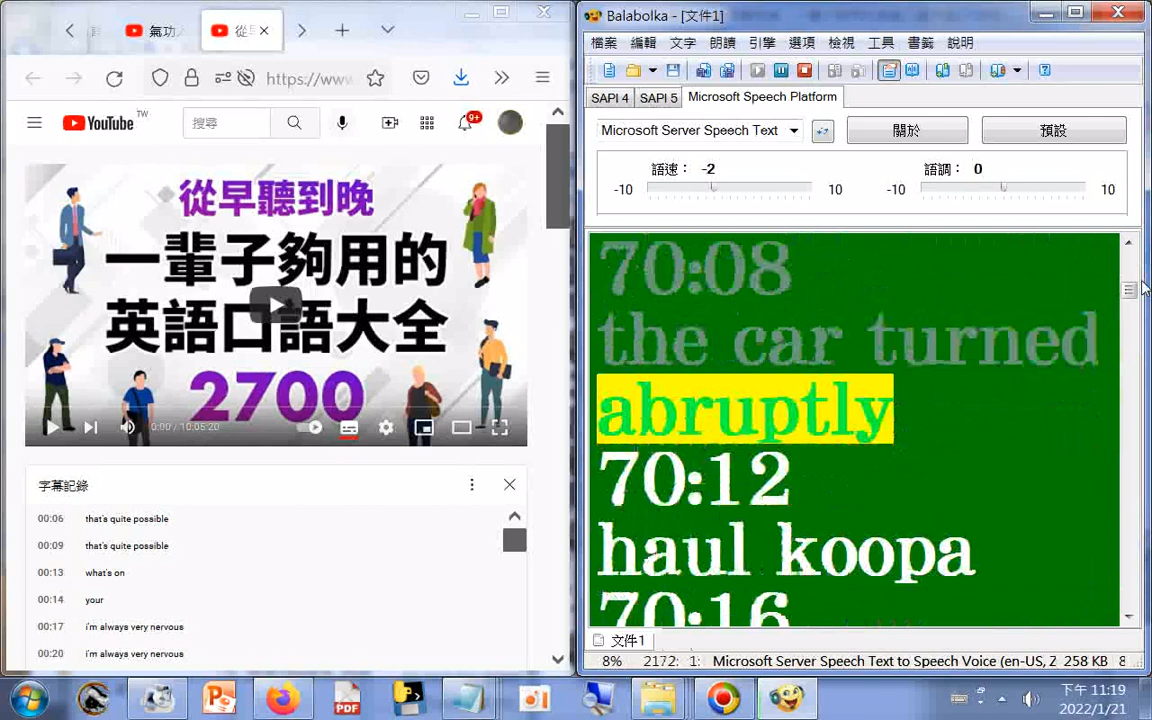 氣功
從
https://www
YouTube TW
搜尋
9+
從早聽到晚
一輩子夠用的
英語口語大全
2700
0:00 / 10:05:20
字幕記錄
00:06 that's quite possible
00:09 that's quite possible
00:13 what's on
00:14 your
00:17 i'm always very nervous
00:20 i'm always very nervous
Balabolka - [文件1]
檔案 編輯 文字 朗讀 引擎 選項 檢視 工具 書籤 說明
SAPI 4 SAPI 5 Microsoft Speech Platform
Microsoft Server Speech Text 關於 預設
語速： -2 語調： 0
-10 10 -10 10
70:08
the car turned
abruptly
70:12
haul koopa
70:16
文件1
8% 2172: 1: Microsoft Server Speech Text to Speech Voice (en-US, Z 258 KB 8
PDF
下午 11:19
2022/1/21